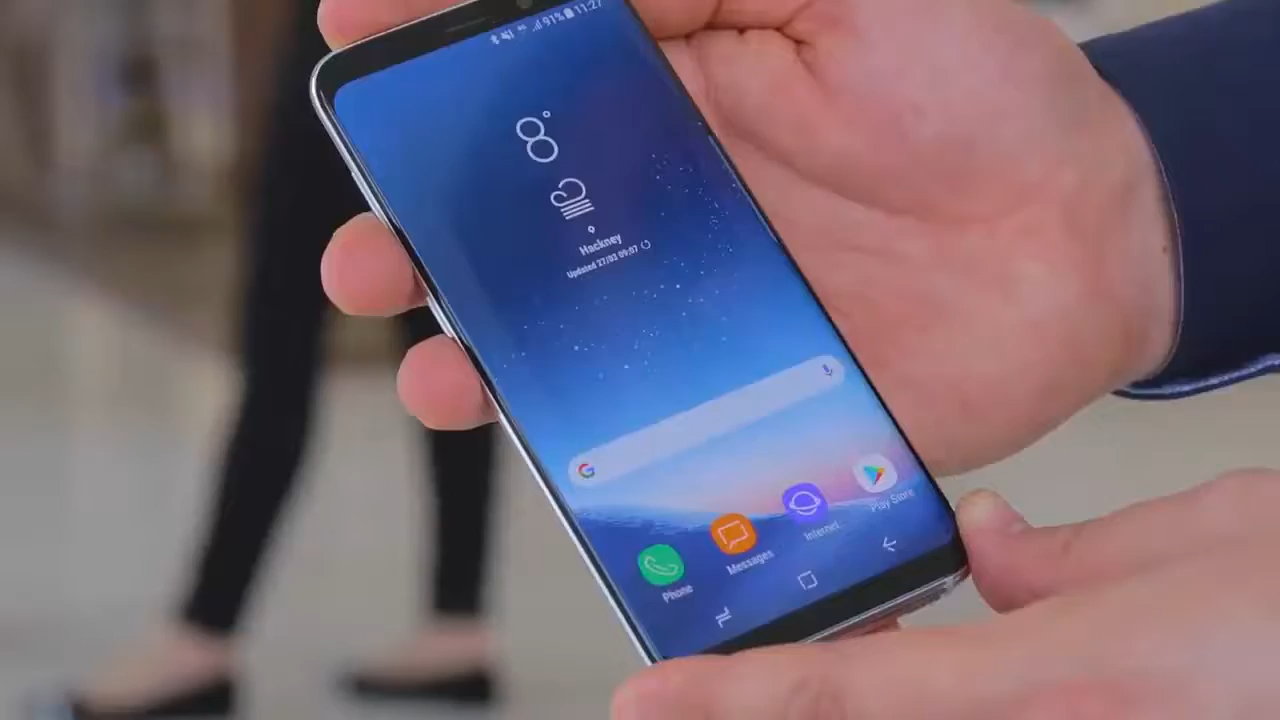 91% 11:27
8°
Hackney
Updated 27/03 09:07
G
Play Store
Internet
Messages
Phone